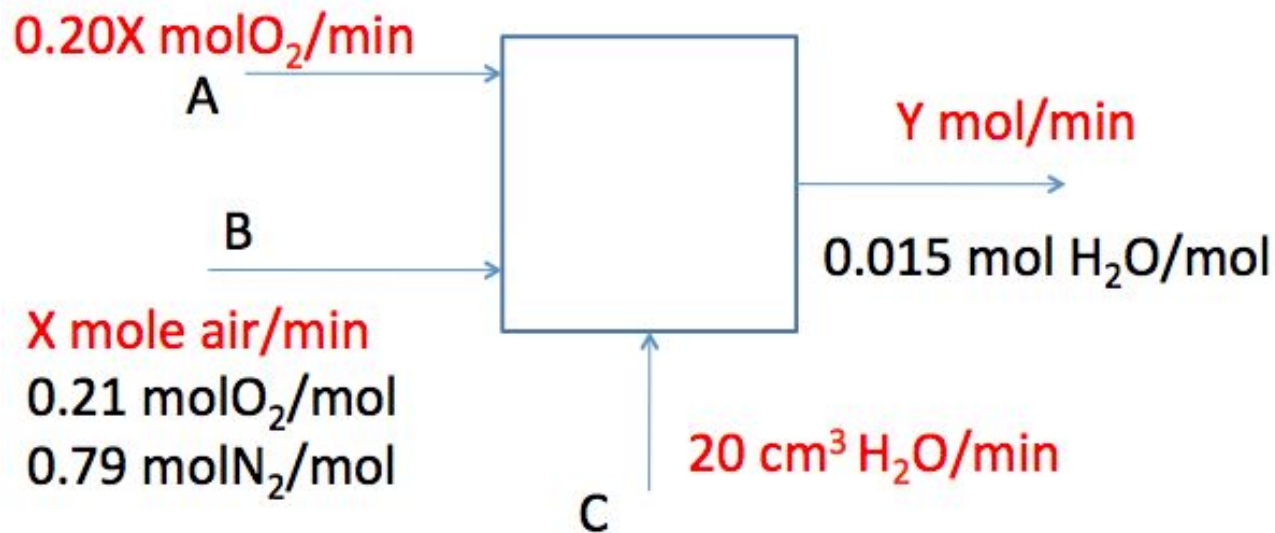 0.20X molO₂/min
A
B
X mole air/min
0.21 molO₂/mol
0.79 molN₂/mol
Y mol/min
0.015 mol H₂O/mol
20 cm³ H₂O/min
C